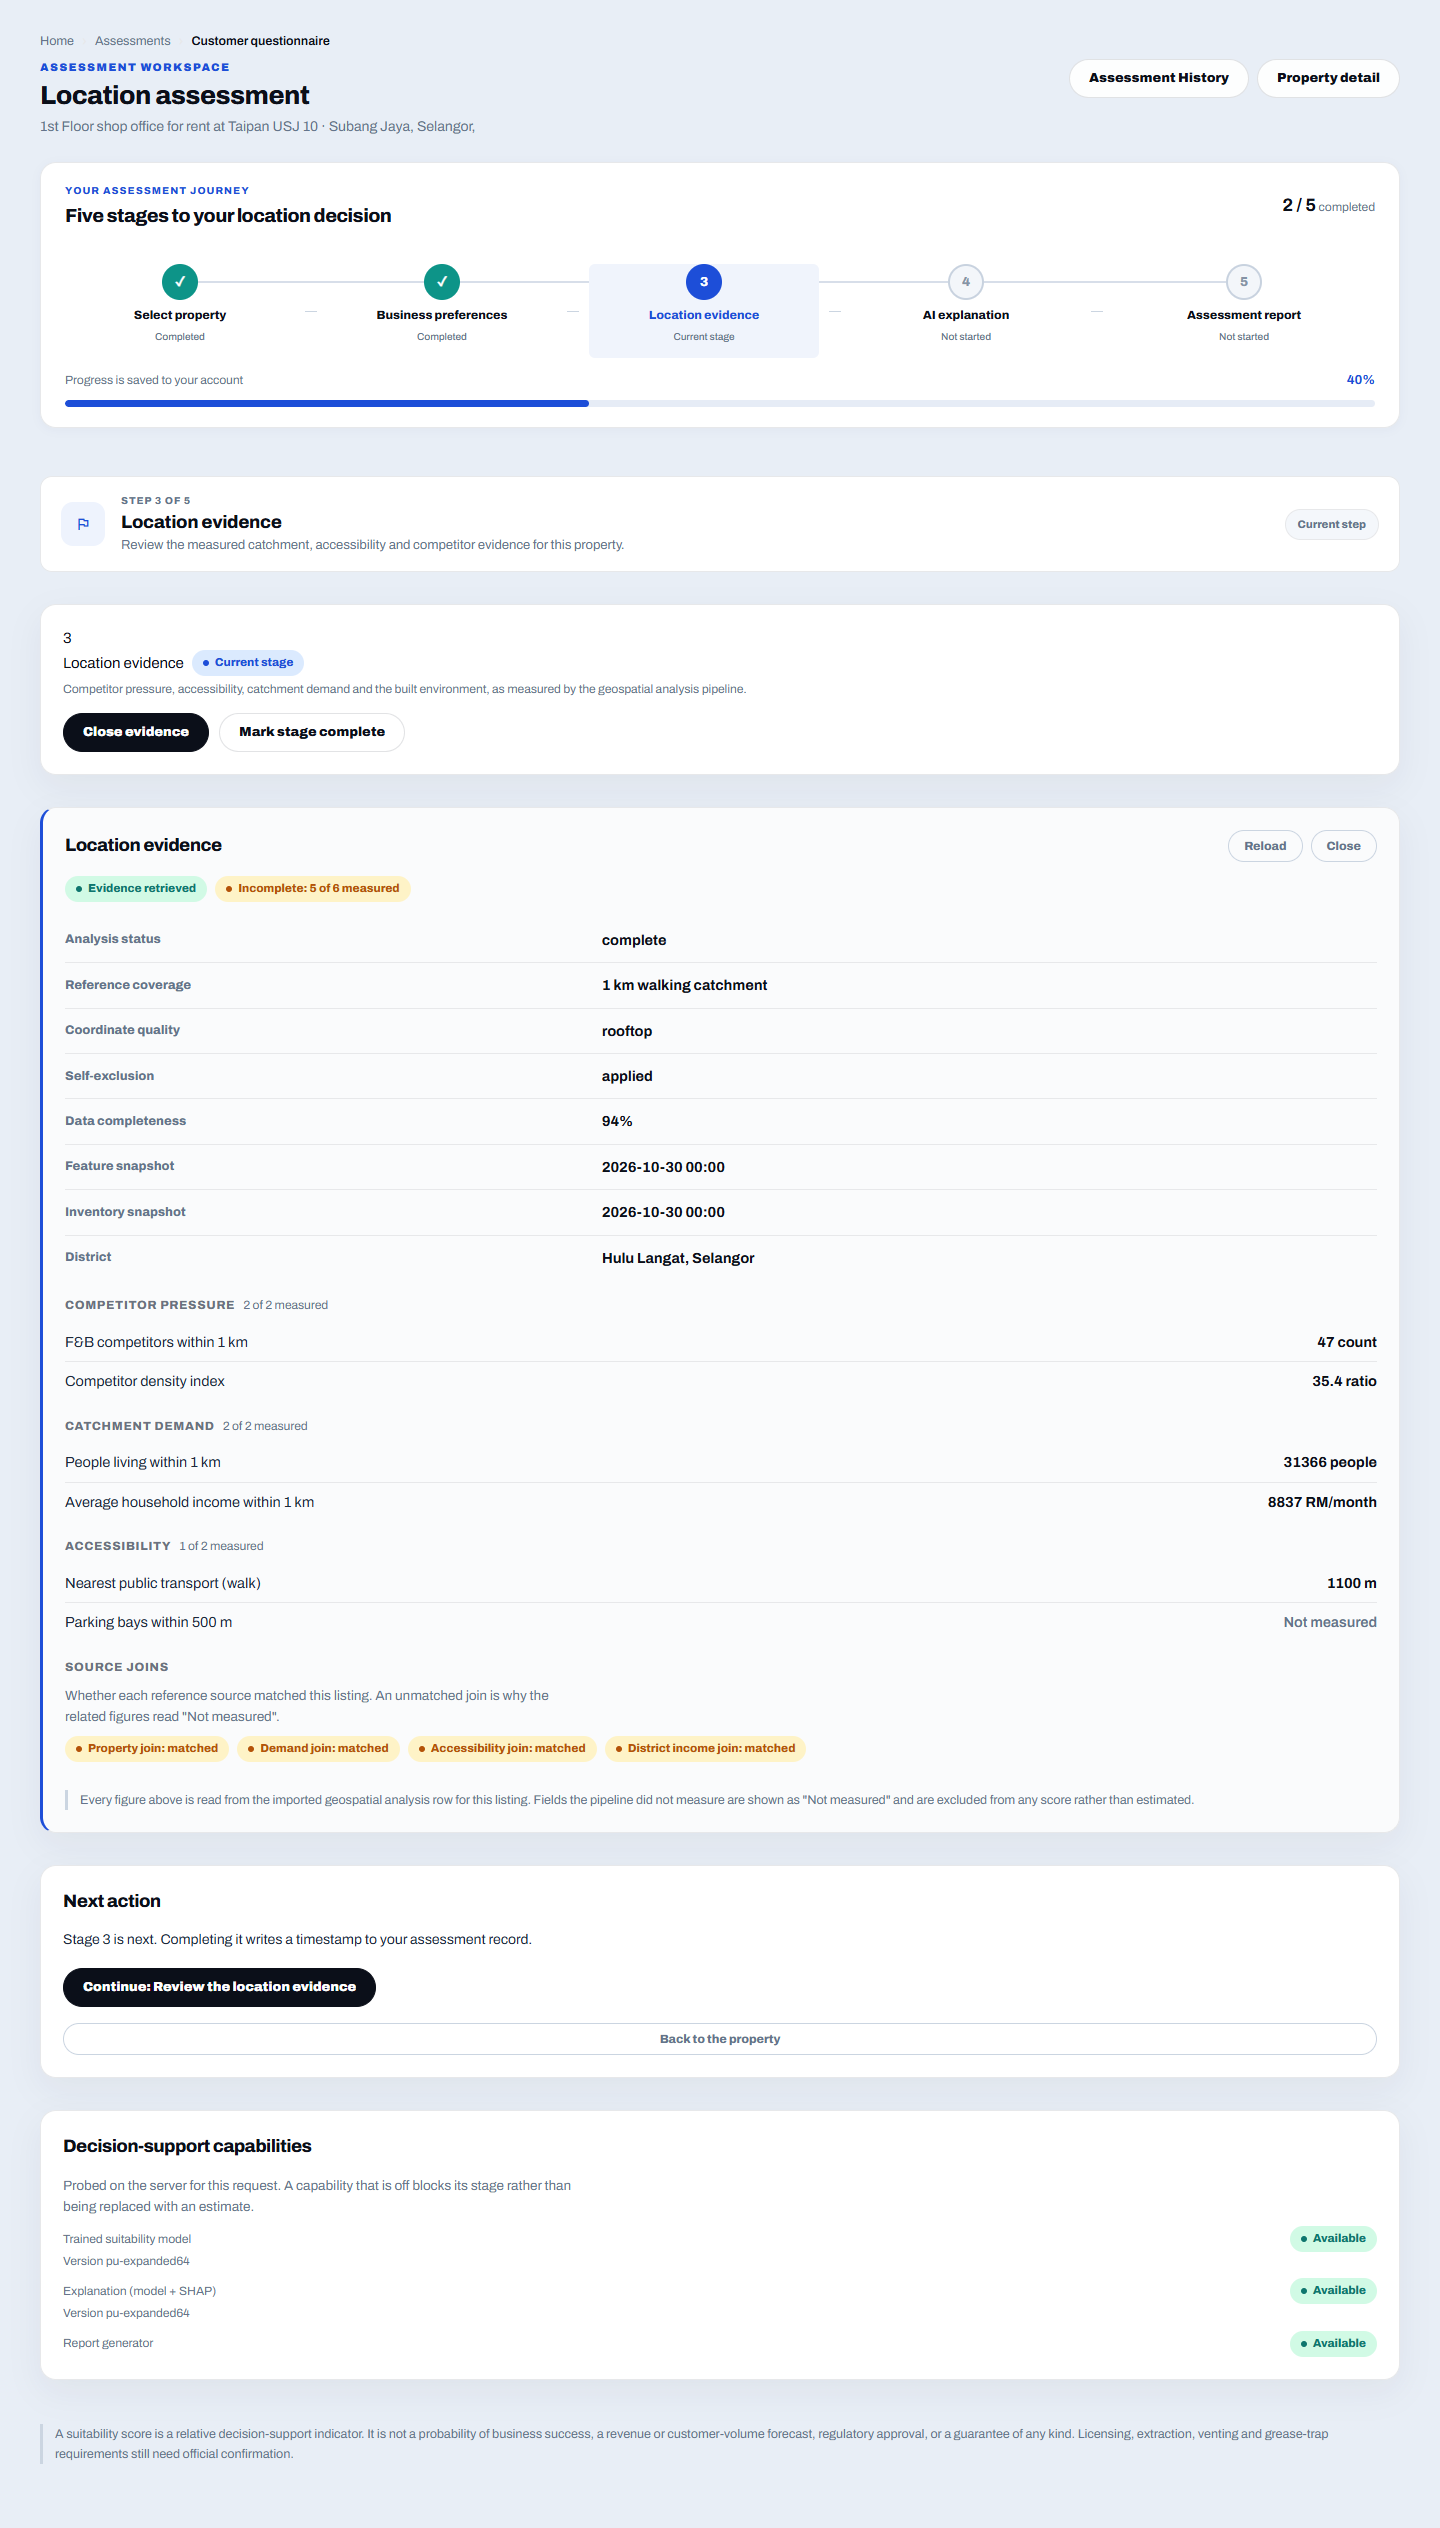 Home Assessments Customer questionnaire
ASSESSMENT WORKSPACE
Location assessment
1st Floor shop office for rent at Taipan USJ 10 · Subang Jaya, Selangor,
Assessment History
Property detail
YOUR ASSESSMENT JOURNEY
Five stages to your location decision
2 / 5 completed
✓
Select property
Completed
✓
Business preferences
Completed
3
Location evidence
Current stage
4
AI explanation
Not started
5
Assessment report
Not started
Progress is saved to your account
40%
STEP 3 OF 5
Location evidence
Review the measured catchment, accessibility and competitor evidence for this property.
Current step
3
Location evidence Current stage
Competitor pressure, accessibility, catchment demand and the built environment, as measured by the geospatial analysis pipeline.
Close evidence
Mark stage complete
Location evidence
Reload
Close
Evidence retrieved
Incomplete: 5 of 6 measured
Analysis status complete
Reference coverage 1 km walking catchment
Coordinate quality rooftop
Self-exclusion applied
Data completeness 94%
Feature snapshot 2026-10-30 00:00
Inventory snapshot 2026-10-30 00:00
District Hulu Langat, Selangor
COMPETITOR PRESSURE 2 of 2 measured
F&B competitors within 1 km 47 count
Competitor density index 35.4 ratio
CATCHMENT DEMAND 2 of 2 measured
People living within 1 km 31366 people
Average household income within 1 km 8837 RM/month
ACCESSIBILITY 1 of 2 measured
Nearest public transport (walk) 1100 m
Parking bays within 500 m Not measured
SOURCE JOINS
Whether each reference source matched this listing. An unmatched join is why the
related figures read "Not measured".
Property join: matched
Demand join: matched
Accessibility join: matched
District income join: matched
Every figure above is read from the imported geospatial analysis row for this listing. Fields the pipeline did not measure are shown as "Not measured" and are excluded from any score rather than estimated.
Next action
Stage 3 is next. Completing it writes a timestamp to your assessment record.
Continue: Review the location evidence
Back to the property
Decision-support capabilities
Probed on the server for this request. A capability that is off blocks its stage rather than
being replaced with an estimate.
Trained suitability model
Version pu-expanded64
Available
Explanation (model + SHAP)
Version pu-expanded64
Available
Report generator
Available
A suitability score is a relative decision-support indicator. It is not a probability of business success, a revenue or customer-volume forecast, regulatory approval, or a guarantee of any kind. Licensing, extraction, venting and grease-trap
requirements still need official confirmation.